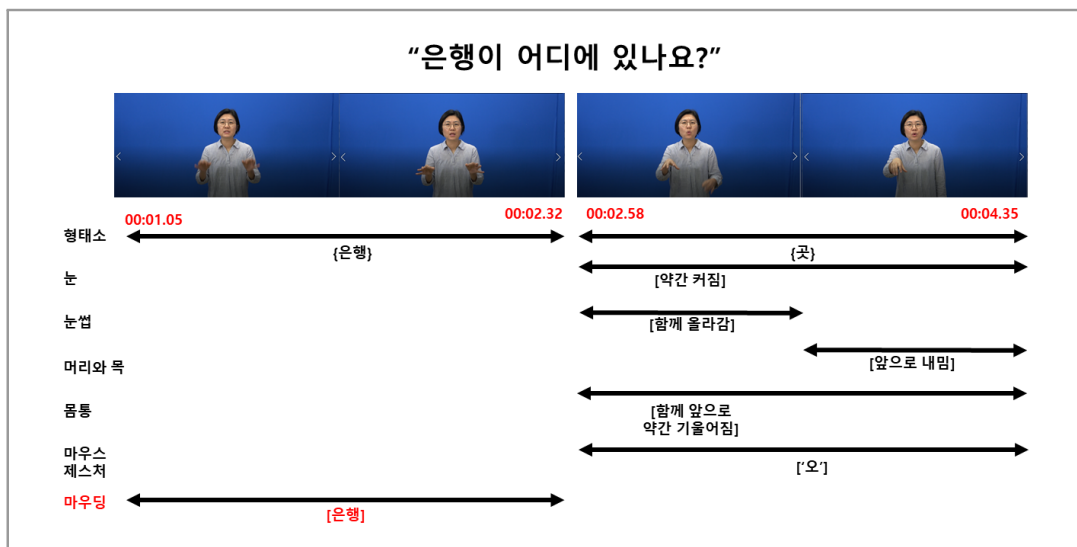 “은행이 어디에 있나요?”
00:01.05
00:02.32
00:02.58
00:04.35
형태소
{은행}
{곳}
눈
[약간 커짐]
눈썹
[함께 올라감]
머리와 목
[앞으로 내밈]
몸통
[함께 앞으로
약간 기울어짐]
마우스
제스처
[‘오’]
마우딩
[은행]